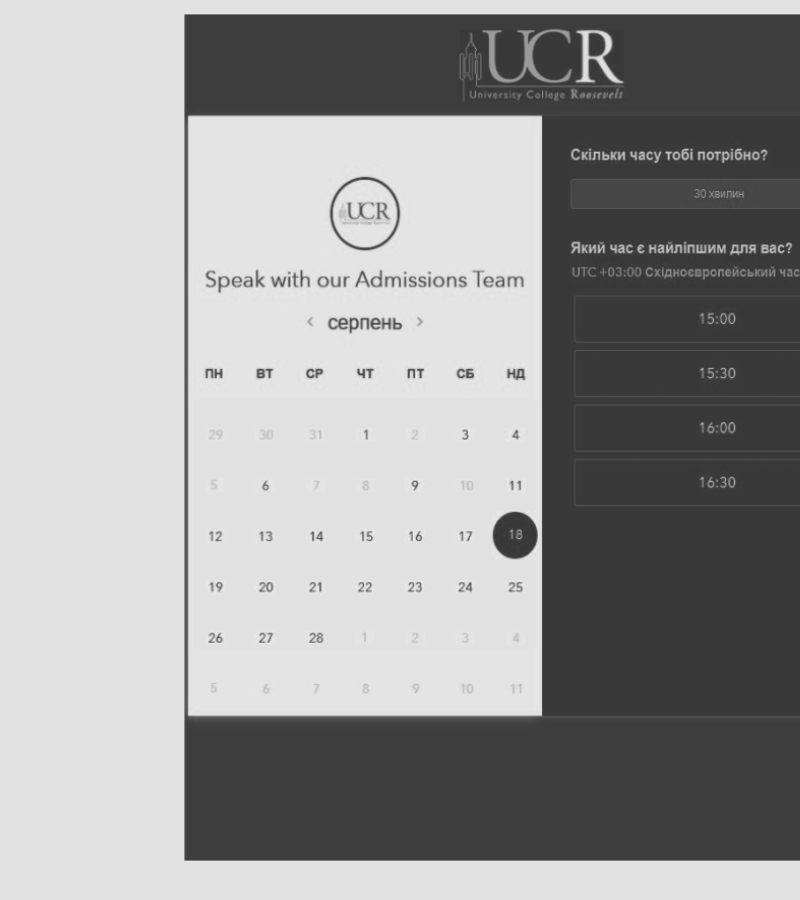 UCR
University College Roosevelt
UCR
Speak with our Admissions Team
‹ серпень ›
ПН ВТ СР ЧТ ПТ СБ НД
29 30 31 1 2 3 4
5 6 7 8 9 10 11
12 13 14 15 16 17 18
19 20 21 22 23 24 25
26 27 28 1 2 3 4
5 6 7 8 9 10 11
Скільки часу тобі потрібно?
30 хвилин
Який час є найліпшим для вас?
UTC +03:00 Східноєвропейський час
15:00
15:30
16:00
16:30